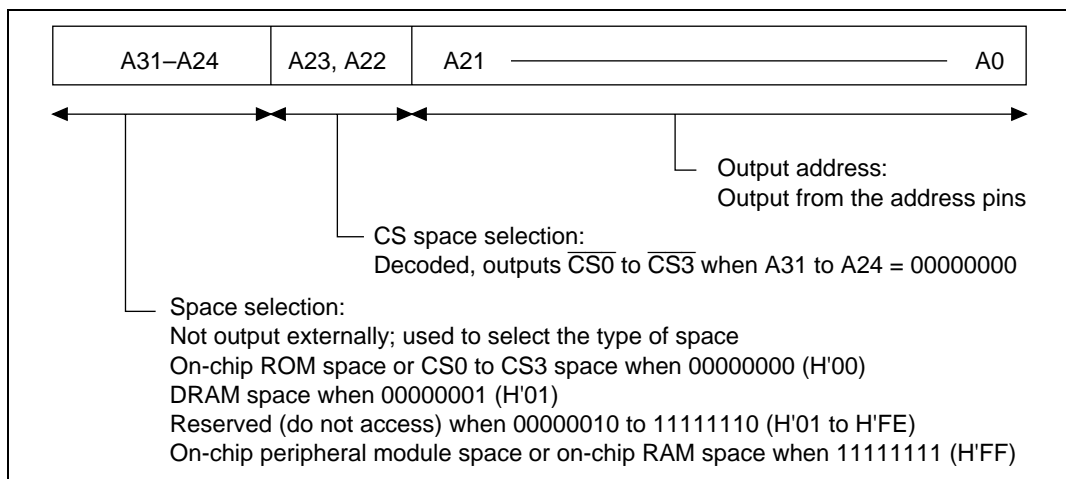 A31–A24 A23, A22 A21 A0
Output address:
Output from the address pins
CS space selection:
Decoded, outputs C̅S̅0̅ to C̅S̅3̅ when A31 to A24 = 00000000
Space selection:
Not output externally; used to select the type of space
On-chip ROM space or CS0 to CS3 space when 00000000 (H'00)
DRAM space when 00000001 (H'01)
Reserved (do not access) when 00000010 to 11111110 (H'01 to H'FE)
On-chip peripheral module space or on-chip RAM space when 11111111 (H'FF)